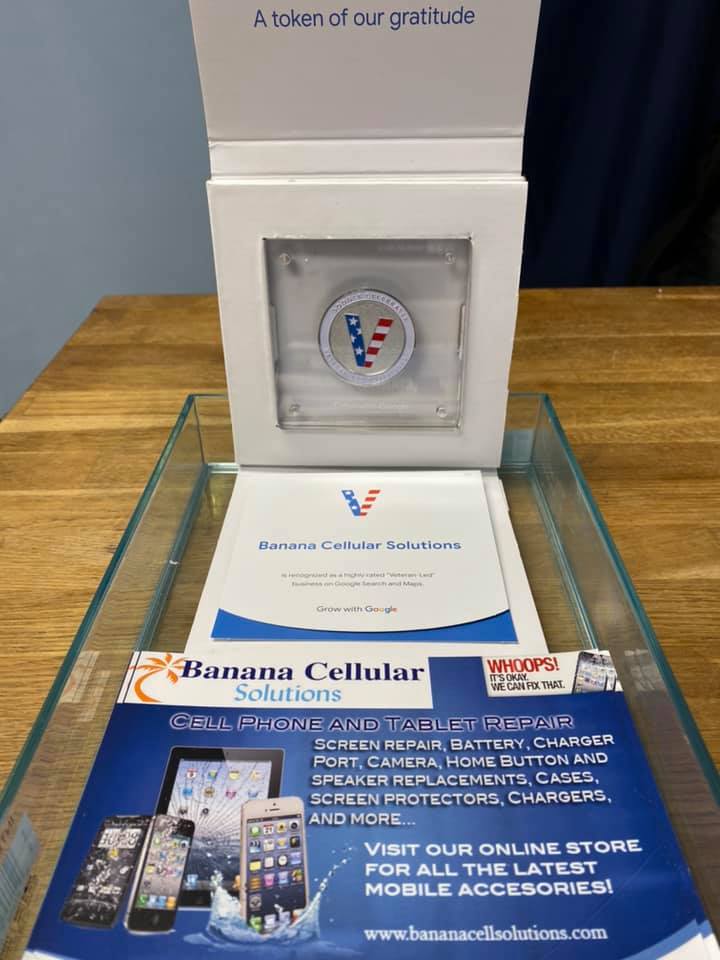 A token of our gratitude
V
V
Banana Cellular Solutions
is recognized as a highly rated "Veteran-Led"
business on Google Search and Maps.
Grow with Google
Banana Cellular
Solutions
WHOOPS!
IT'S OKAY.
WE CAN FIX THAT.
CELL PHONE AND TABLET REPAIR
SCREEN REPAIR, BATTERY, CHARGER
PORT, CAMERA, HOME BUTTON AND
SPEAKER REPLACEMENTS, CASES,
SCREEN PROTECTORS, CHARGERS,
AND MORE...
VISIT OUR ONLINE STORE
FOR ALL THE LATEST
MOBILE ACCESORIES!
www.bananacellsolutions.com